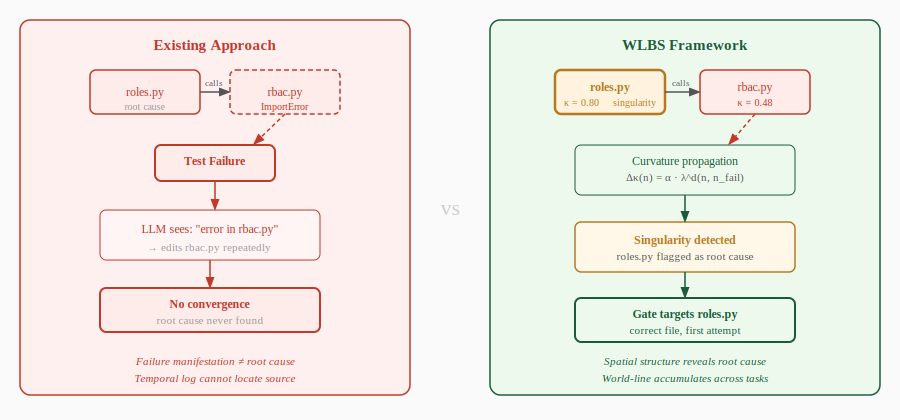 Existing Approach
roles.py
root cause
calls
rbac.py
ImportError
Test Failure
LLM sees: "error in rbac.py"
→ edits rbac.py repeatedly
No convergence
root cause never found
Failure manifestation ≠ root cause
Temporal log cannot locate source
VS
WLBS Framework
roles.py
κ = 0.80 singularity
calls
rbac.py
κ = 0.48
Curvature propagation
Δκ(n) = α · λ^d(n, n_fail)
Singularity detected
roles.py flagged as root cause
Gate targets roles.py
correct file, first attempt
Spatial structure reveals root cause
World-line accumulates across tasks